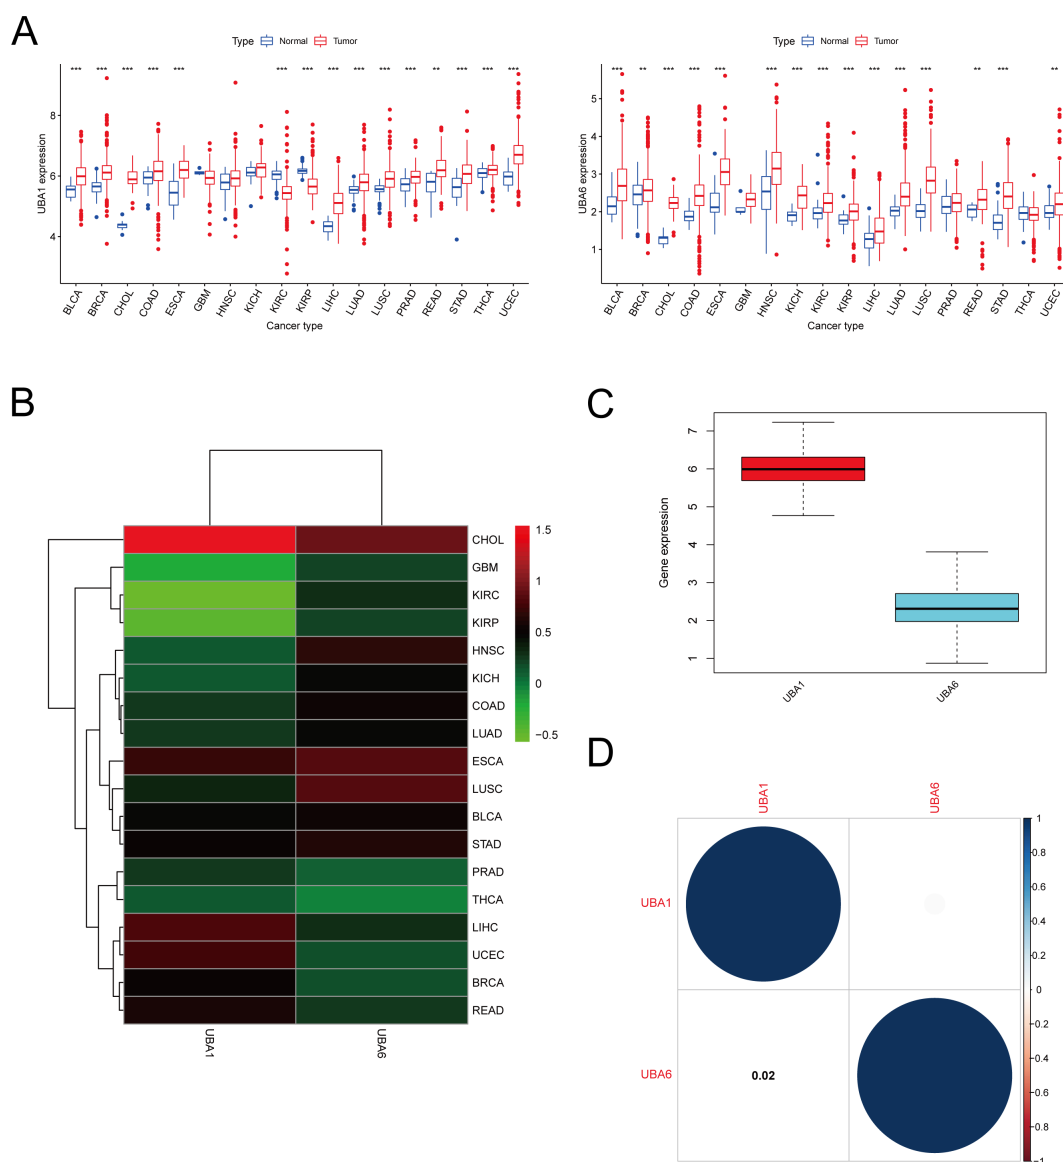 A
Type Normal Tumor
*** *** *** *** *** *** *** *** *** *** *** ** *** *** ***
UBA1 expression
8
6
4
BLCA BRCA CHOL COAD ESCA GBM HNSC KICH KIRC KIRP LIHC LUAD LUSC PRAD READ STAD THCA UCEC
Cancer type
Type Normal Tumor
*** ** *** *** *** *** *** *** *** *** *** *** ** *** **
UBA6 expression
5
4
3
2
1
BLCA BRCA CHOL COAD ESCA GBM HNSC KICH KIRC KIRP LIHC LUAD LUSC PRAD READ STAD THCA UCEC
Cancer type
B
CHOL
GBM
KIRC
KIRP
HNSC
KICH
COAD
LUAD
ESCA
LUSC
BLCA
STAD
PRAD
THCA
LIHC
UCEC
BRCA
READ
UBA1 UBA6
1.5
1
0.5
0
−0.5
C
Gene expression
7
6
5
4
3
2
1
UBA1 UBA6
D
UBA1 UBA6
UBA1
UBA6
0.02
1
0.8
0.6
0.4
0.2
0
−0.2
−0.4
−0.6
−0.8
−1